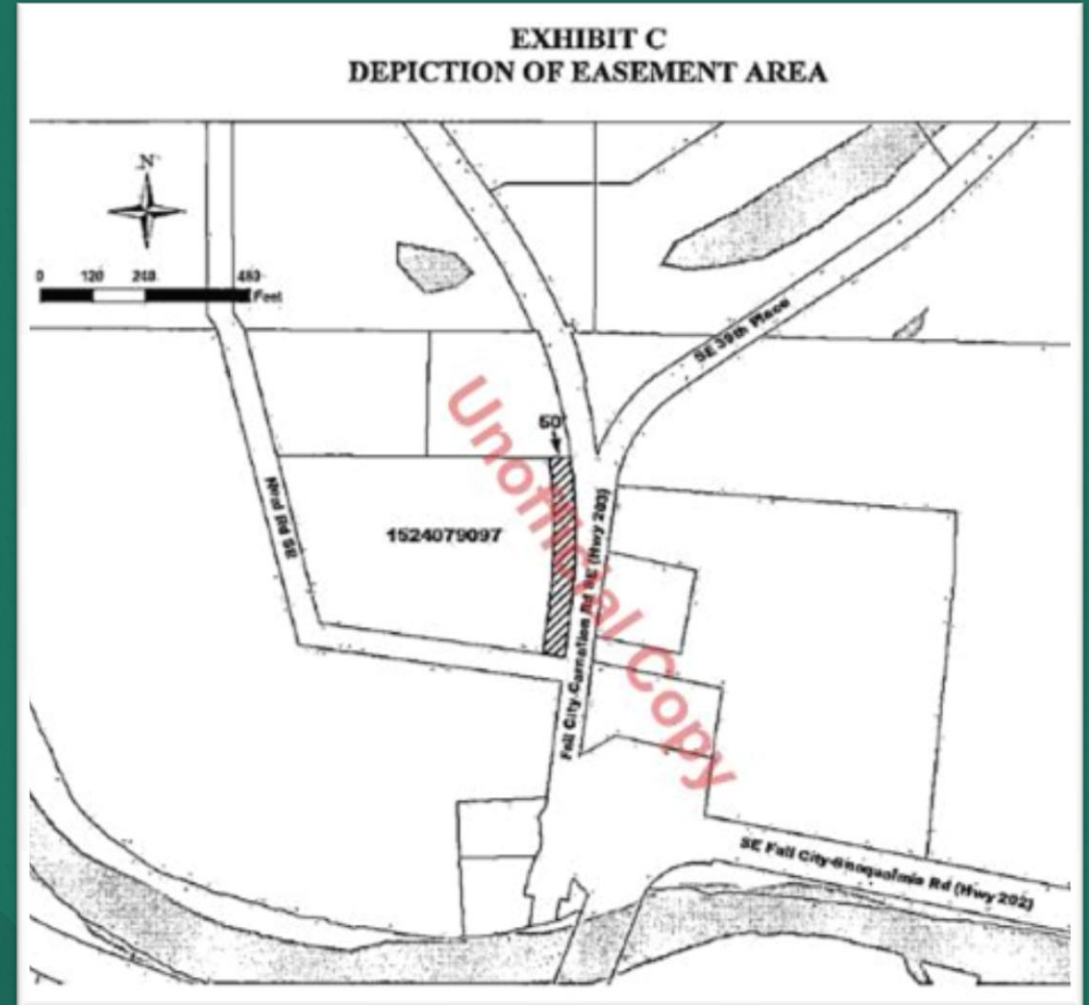 EXHIBIT C
DEPICTION OF EASEMENT AREA
N
0 120 240 480
Feet
SE 39th Place
50'
1524079097
Neal Rd SE
Fall City-Carnation Rd SE (Hwy 203)
SE Fall City-Snoqualmie Rd (Hwy 202)
Unofficial Copy